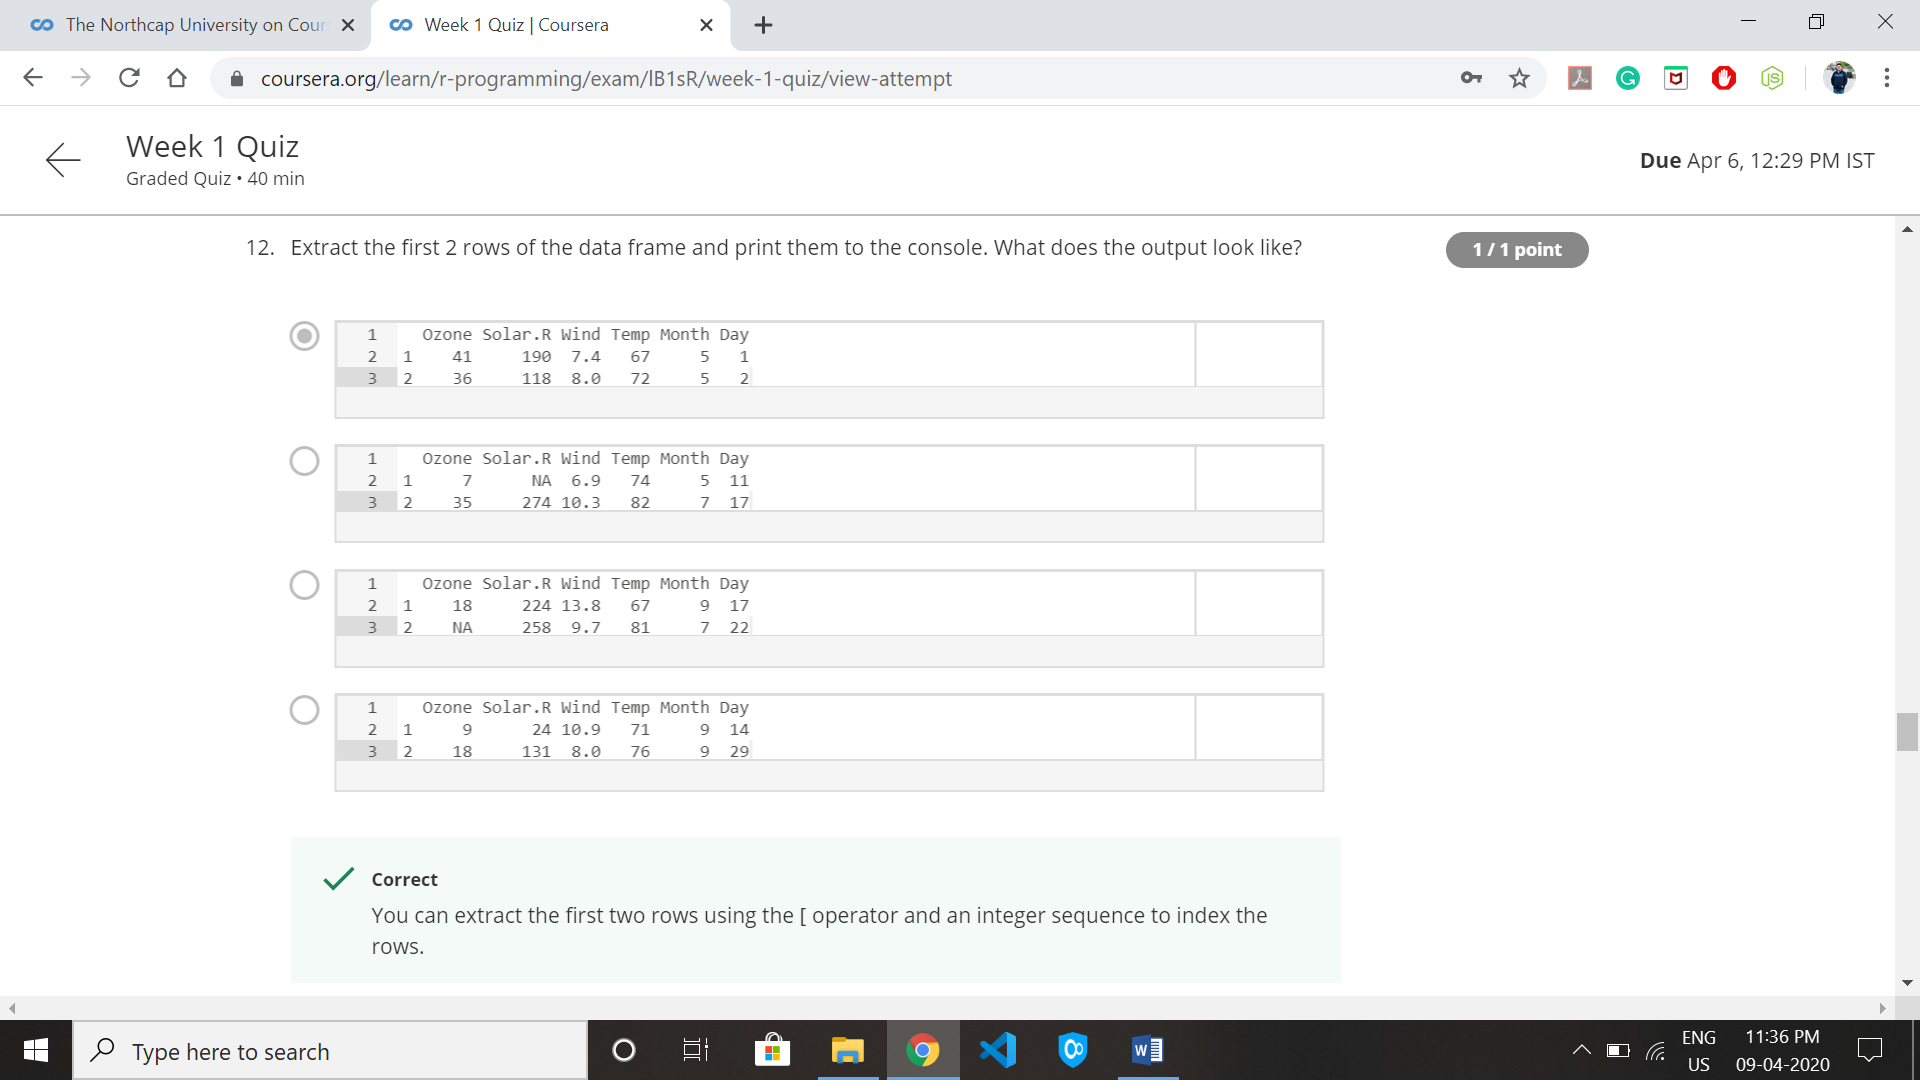 The Northcap University on Cour
Week 1 Quiz | Coursera
coursera.org/learn/r-programming/exam/lB1sR/week-1-quiz/view-attempt
Week 1 Quiz
Graded Quiz • 40 min
Due Apr 6, 12:29 PM IST
12. Extract the first 2 rows of the data frame and print them to the console. What does the output look like?
1 / 1 point
1 Ozone Solar.R Wind Temp Month Day
2 1 41 190 7.4 67 5 1
3 2 36 118 8.0 72 5 2
1 Ozone Solar.R Wind Temp Month Day
2 1 7 NA 6.9 74 5 11
3 2 35 274 10.3 82 7 17
1 Ozone Solar.R Wind Temp Month Day
2 1 18 224 13.8 67 9 17
3 2 NA 258 9.7 81 7 22
1 Ozone Solar.R Wind Temp Month Day
2 1 9 24 10.9 71 9 14
3 2 18 131 8.0 76 9 29
Correct
You can extract the first two rows using the [ operator and an integer sequence to index the
rows.
Type here to search
ENG
US
11:36 PM
09-04-2020